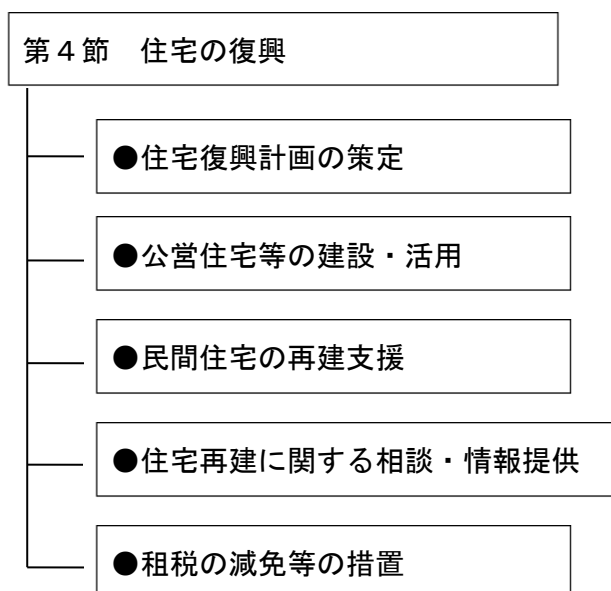 第４節　住宅の復興
●住宅復興計画の策定
●公営住宅等の建設・活用
●民間住宅の再建支援
●住宅再建に関する相談・情報提供
●租税の減免等の措置